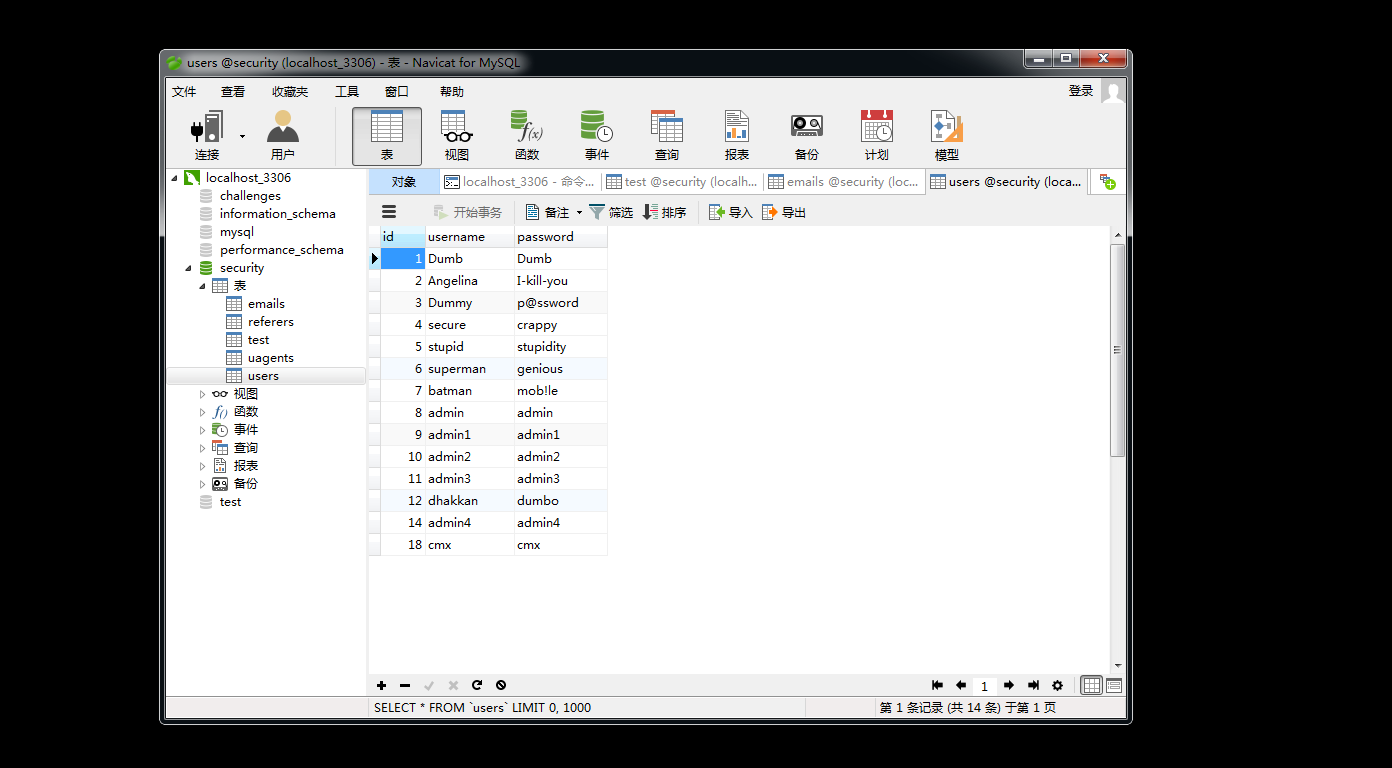 users @security (localhost_3306) - 表 - Navicat for MySQL
文件 查看 收藏夹 工具 窗口 帮助 登录
连接 用户 表 视图 函数 事件 查询 报表 备份 计划 模型
localhost_3306
challenges
information_schema
mysql
performance_schema
security
表
emails
referers
test
uagents
users
视图
函数
事件
查询
报表
备份
test
对象 localhost_3306 - 命令... test @security (localh... emails @security (loc... users @security (loca...
开始事务 备注 筛选 排序 导入 导出
id username password
1 Dumb Dumb
2 Angelina I-kill-you
3 Dummy p@ssword
4 secure crappy
5 stupid stupidity
6 superman genious
7 batman mob!le
8 admin admin
9 admin1 admin1
10 admin2 admin2
11 admin3 admin3
12 dhakkan dumbo
14 admin4 admin4
18 cmx cmx
1
SELECT * FROM `users` LIMIT 0, 1000 第 1 条记录 (共 14 条) 于第 1 页